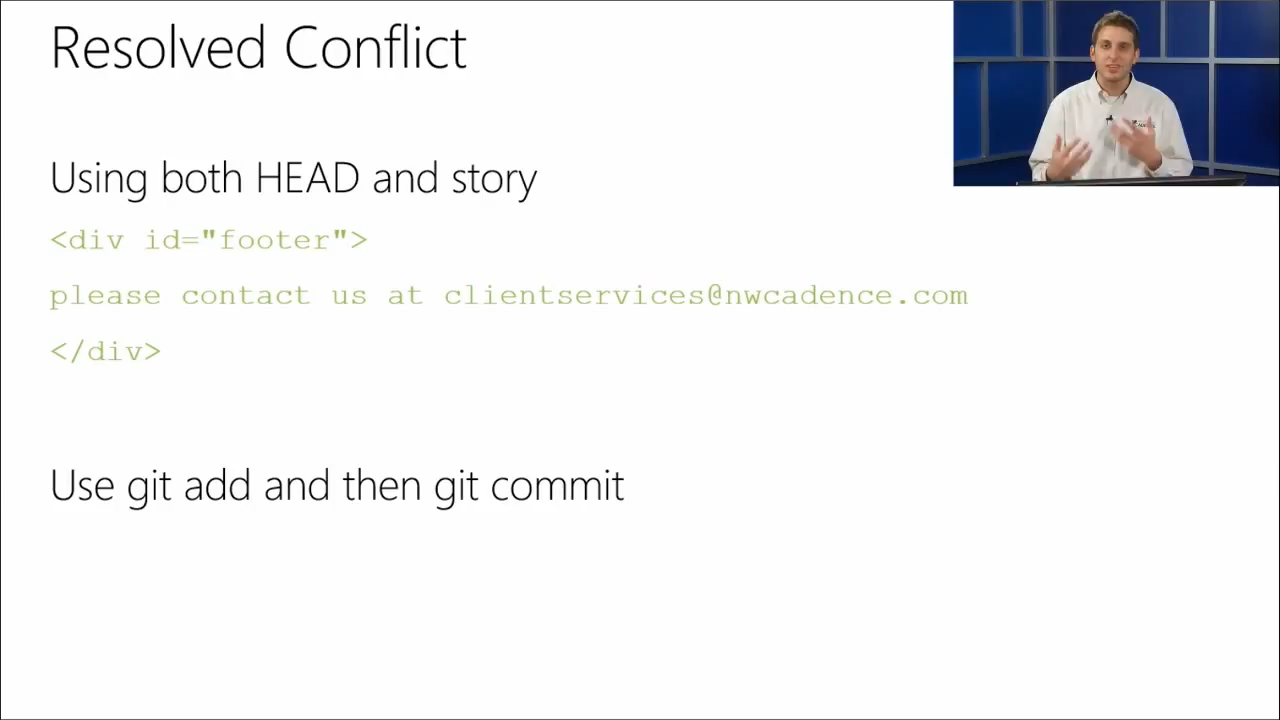 Resolved Conflict
Using both HEAD and story
<div id="footer">
please contact us at clientservices@nwcadence.com
</div>
Use git add and then git commit